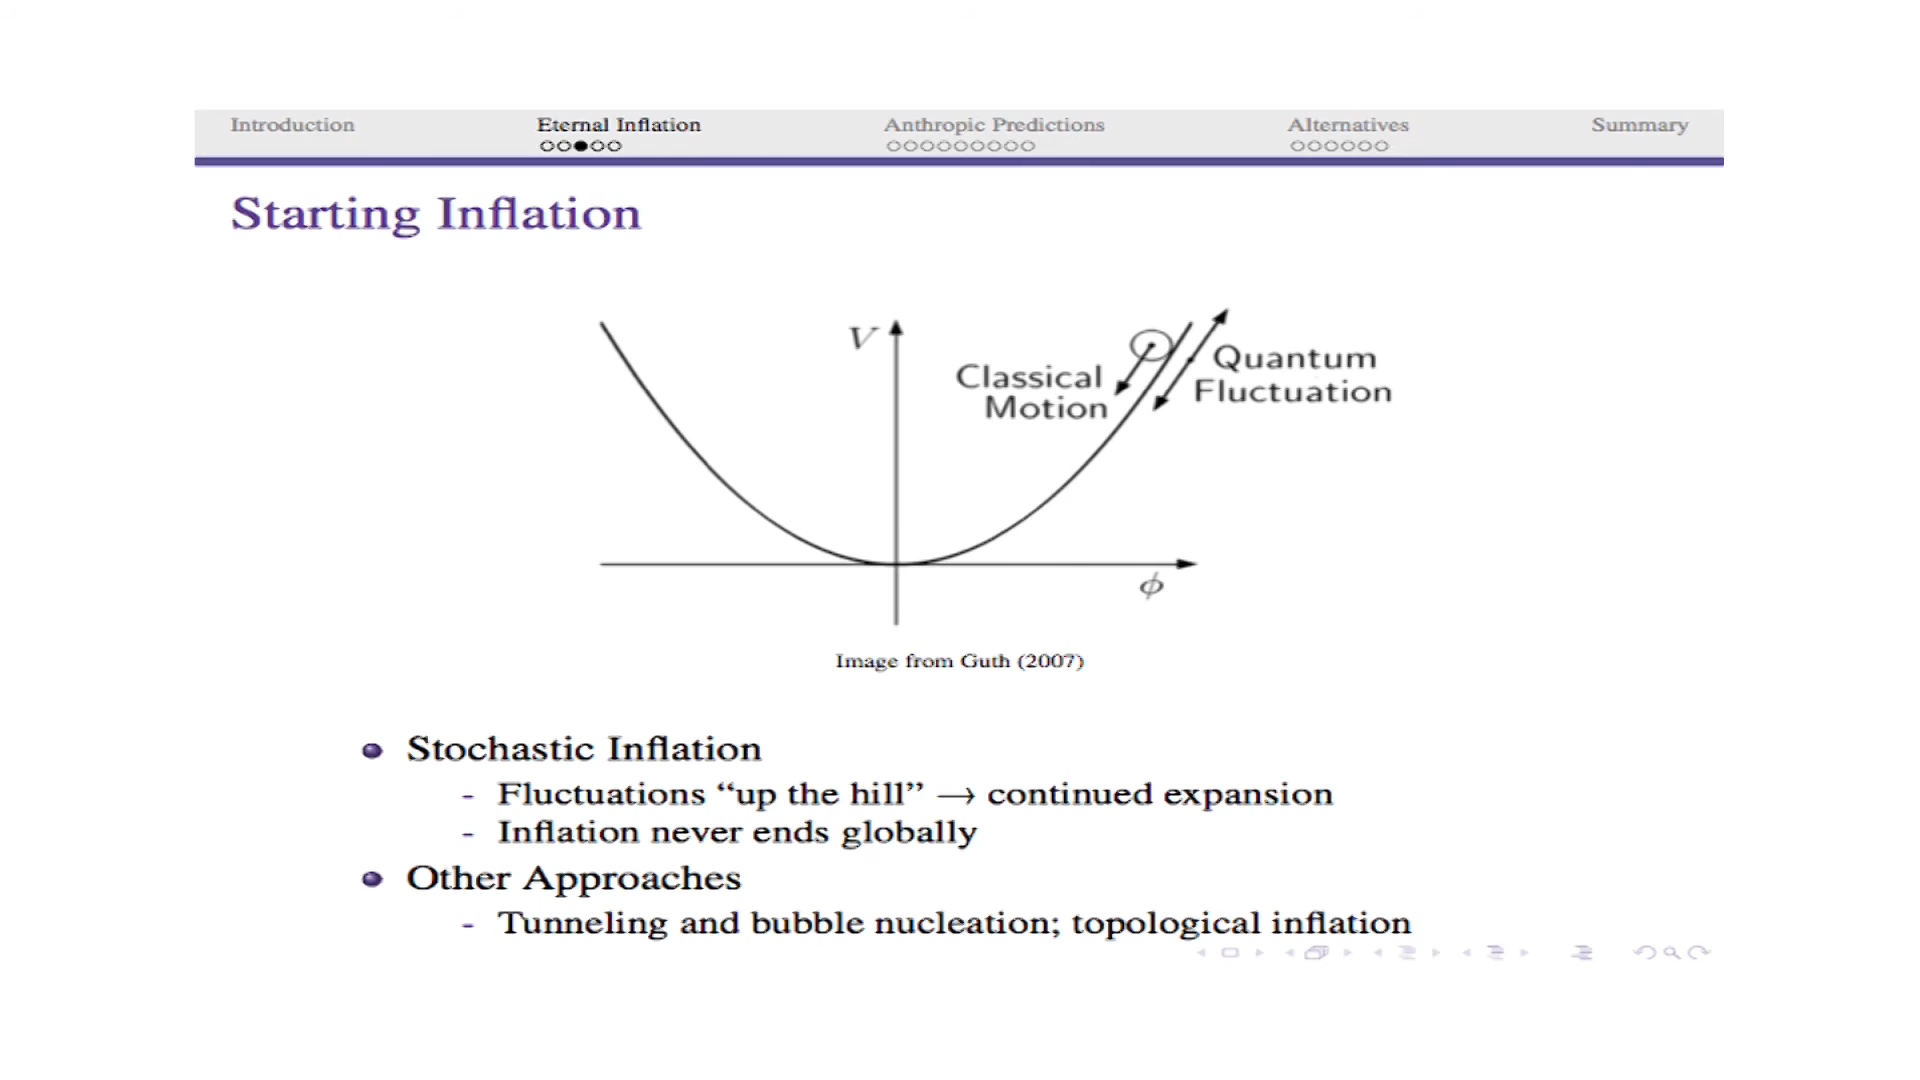 Introduction Eternal Inflation Anthropic Predictions Alternatives Summary
Starting Inflation
V
Classical
Motion
Quantum
Fluctuation
ϕ
Image from Guth (2007)
Stochastic Inflation
- Fluctuations “up the hill” → continued expansion
- Inflation never ends globally
Other Approaches
- Tunneling and bubble nucleation; topological inflation